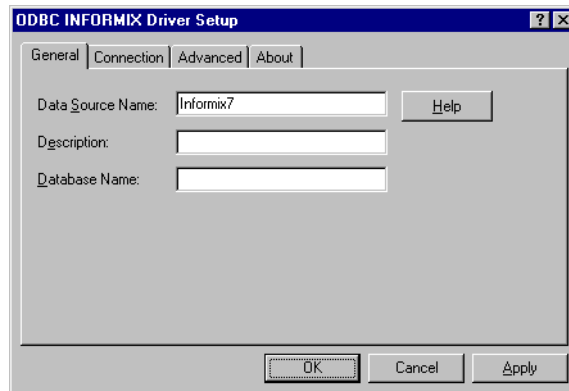 ODBC INFORMIX Driver Setup
General Connection Advanced About
Data Source Name: Informix7 Help
Description:
Database Name:
OK Cancel Apply